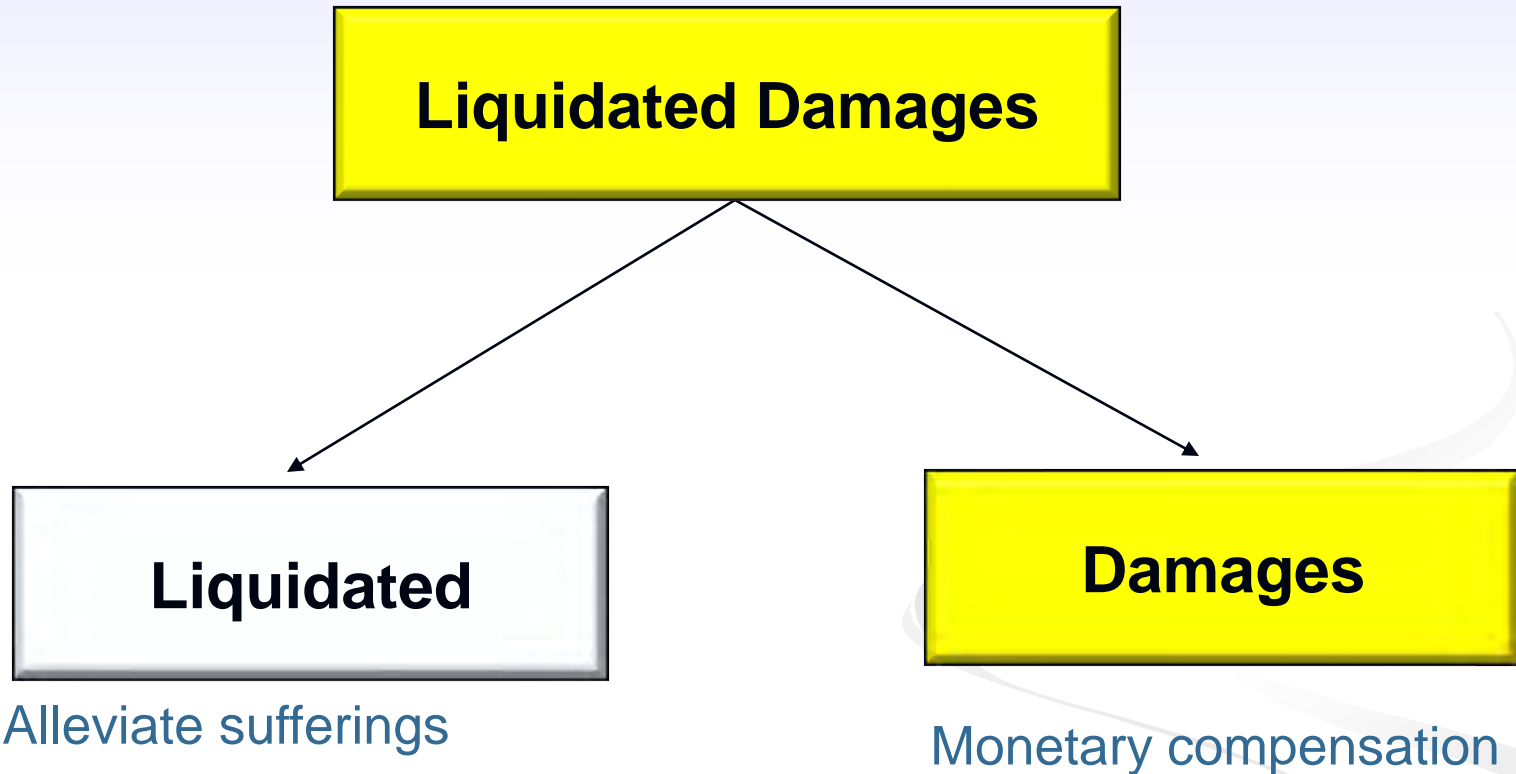 Liquidated Damages
Liquidated
Damages
Alleviate sufferings
Monetary compensation